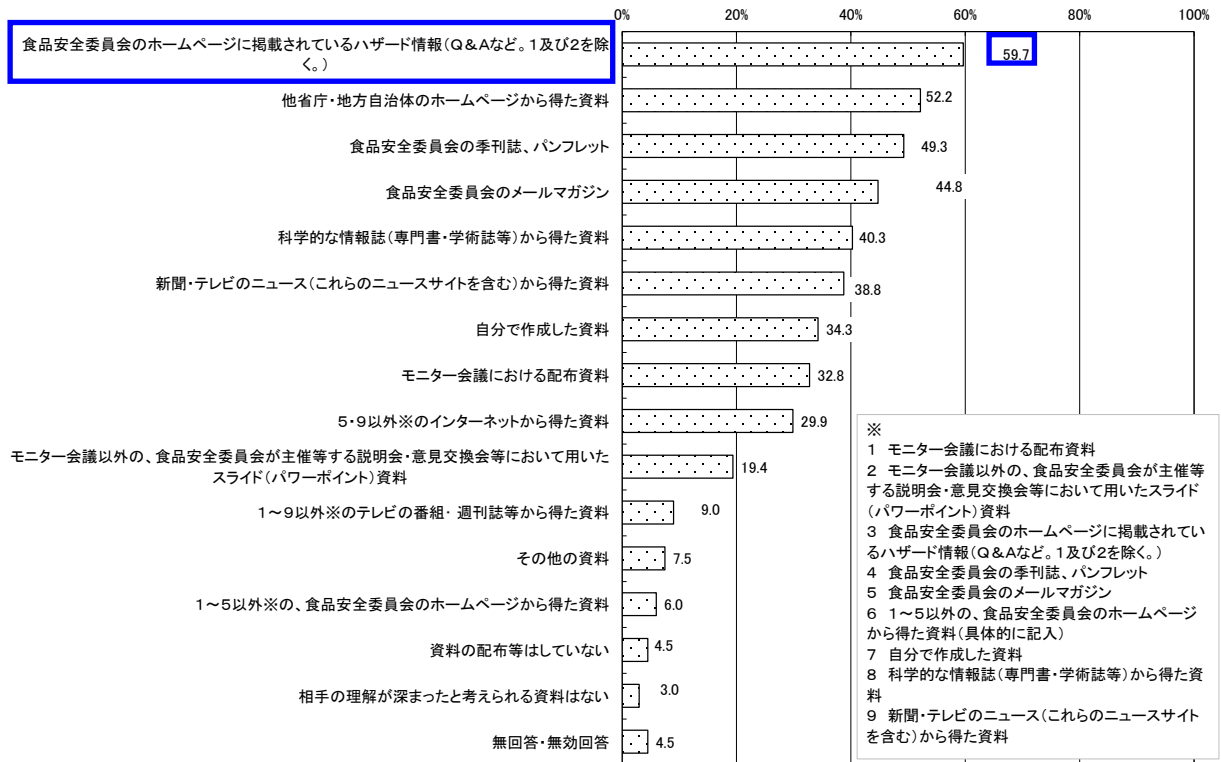 0% 20% 40% 60% 80% 100%
食品安全委員会のホームページに掲載されているハザード情報(Q&Aなど。1及び2を除
く。)
59.7
他省庁・地方自治体のホームページから得た資料
52.2
食品安全委員会の季刊誌、パンフレット
49.3
食品安全委員会のメールマガジン
44.8
科学的な情報誌(専門書・学術誌等)から得た資料
40.3
新聞・テレビのニュース(これらのニュースサイトを含む)から得た資料
38.8
自分で作成した資料
34.3
モニター会議における配布資料
32.8
5・9以外※のインターネットから得た資料
29.9
モニター会議以外の、食品安全委員会が主催等する説明会・意見交換会等において用いた
スライド(パワーポイント)資料
19.4
1~9以外※のテレビの番組・ 週刊誌等から得た資料
9.0
その他の資料
7.5
1~5以外※の、食品安全委員会のホームページから得た資料
6.0
資料の配布等はしていない
4.5
相手の理解が深まったと考えられる資料はない
3.0
無回答・無効回答
4.5
※
1 モニター会議における配布資料
2 モニター会議以外の、食品安全委員会が主催等
する説明会・意見交換会等において用いたスライド
(パワーポイント)資料
3 食品安全委員会のホームページに掲載されてい
るハザード情報(Q&Aなど。1及び2を除く。)
4 食品安全委員会の季刊誌、パンフレット
5 食品安全委員会のメールマガジン
6 1~5以外の、食品安全委員会のホームページ
から得た資料(具体的に記入)
7 自分で作成した資料
8 科学的な情報誌(専門書・学術誌等)から得た資
料
9 新聞・テレビのニュース(これらのニュースサイト
を含む)から得た資料